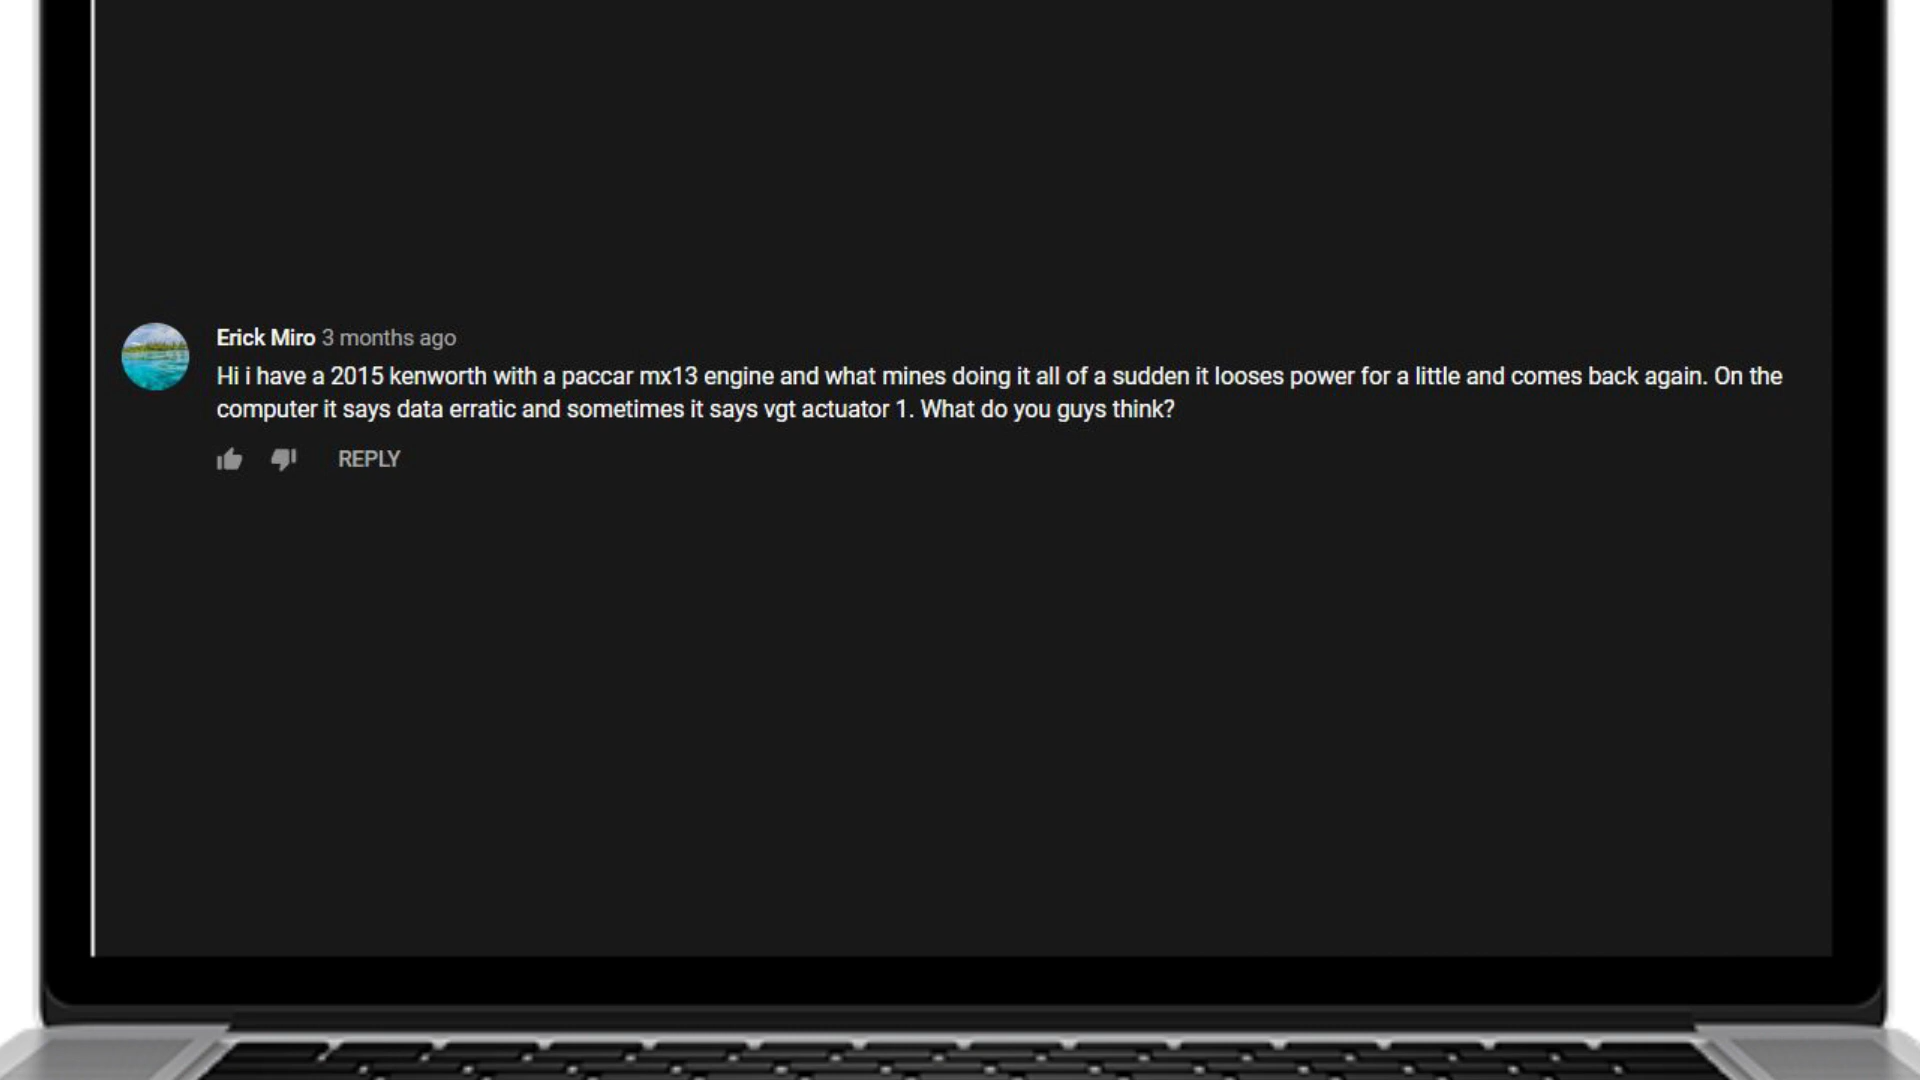 Erick Miro 3 months ago
Hi i have a 2015 kenworth with a paccar mx13 engine and what mines doing it all of a sudden it looses power for a little and comes back again. On the
computer it says data erratic and sometimes it says vgt actuator 1. What do you guys think?
REPLY